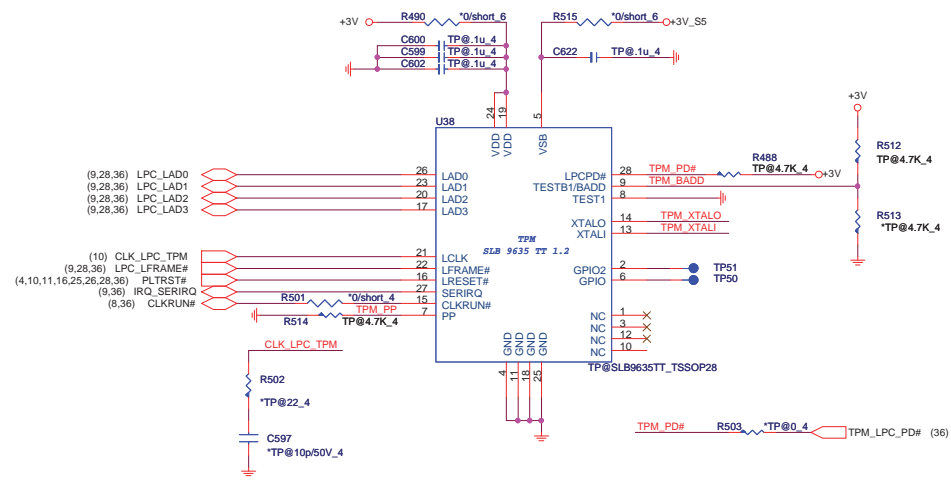 +3V R490 *0/short_6 R515 *0/short_6 +3V_S5
C600 TP@.1u_4
C599 TP@.1u_4 C622 TP@.1u_4
C602 TP@.1u_4
+3V
24 19 5
U38
VDD VDD VSB
R512
TP@4.7K_4
(9,28,36) LPC_LAD0 26 LAD0 LPCPD# 28 TPM_PD# R488 TP@4.7K_4 +3V
(9,28,36) LPC_LAD1 23 LAD1 TESTB1/BADD 9 TPM_BADD
(9,28,36) LPC_LAD2 20 LAD2 TEST1 8
(9,28,36) LPC_LAD3 17 LAD3
R513
*TP@4.7K_4
XTALO 14 TPM_XTALO
XTALI 13 TPM_XTALI
TPM
SLB 9635 TT 1.2
(10) CLK_LPC_TPM 21 LCLK
(9,28,36) LPC_LFRAME# 22 LFRAME# GPIO2 2 TP51
(4,10,11,16,25,26,28,36) PLTRST# 16 LRESET# GPIO 6 TP50
(9,36) IRQ_SERIRQ 27 SERIRQ
(8,36) CLKRUN# R501 *0/short_4 15 CLKRUN#
R514 TPM_PP TP@4.7K_4 7 PP
NC 1
NC 3
NC 12
NC 10
GND GND GND GND
4 11 18 25
TP@SLB9635TT_TSSOP28
CLK_LPC_TPM
R502
*TP@22_4
C597
*TP@10p/50V_4
TPM_PD# R503 *TP@0_4 TPM_LPC_PD# (36)